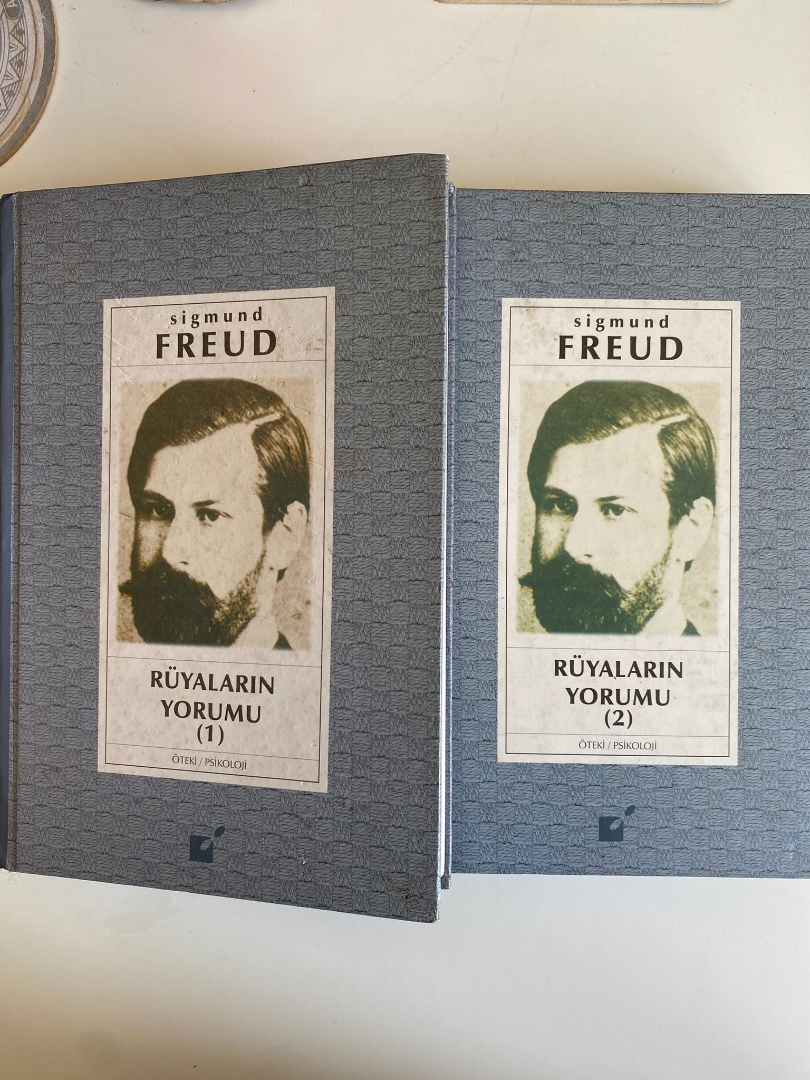 sigmund
FREUD
RÜYALARIN
YORUMU
(1)
ÖTEKİ / PSİKOLOJİ
sigmund
FREUD
RÜYALARIN
YORUMU
(2)
ÖTEKİ / PSİKOLOJİ